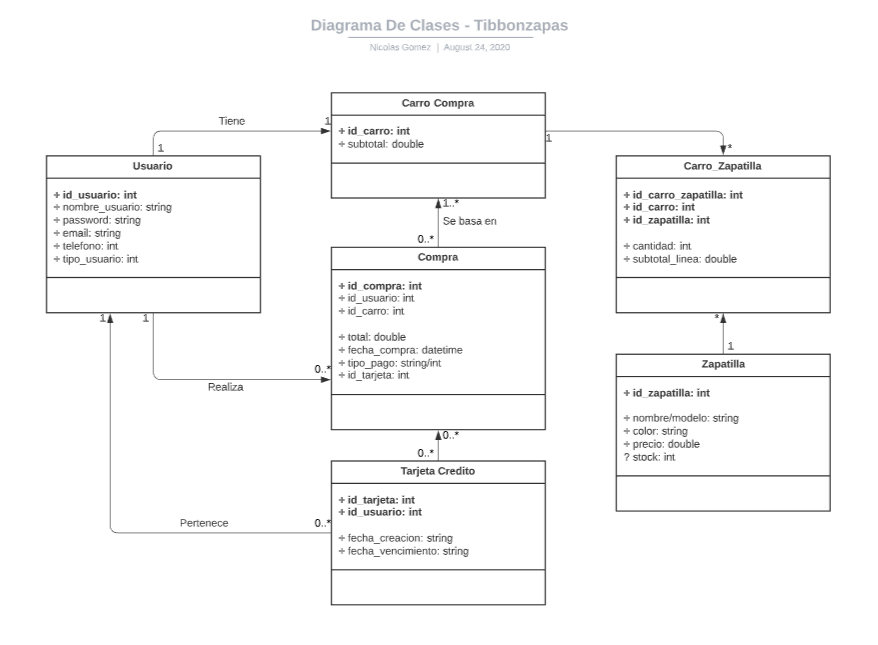 Diagrama De Clases - Tibbonzapas
Nicolas Gomez | August 24, 2020
Carro Compra
+ id_carro: int
÷ subtotal: double
Tiene
1
1
1
*
Usuario
+ id_usuario: int
÷ nombre_usuario: string
÷ password: string
÷ email: string
÷ telefono: int
÷ tipo_usuario: int
Carro_Zapatilla
+ id_carro_zapatilla: int
+ id_carro: int
+ id_zapatilla: int
÷ cantidad: int
÷ subtotal_linea: double
1..*
Se basa en
0..*
Compra
+ id_compra: int
÷ id_usuario: int
÷ id_carro: int
÷ total: double
÷ fecha_compra: datetime
÷ tipo_pago: string/int
÷ id_tarjeta: int
1
1
Realiza
0..*
*
1
Zapatilla
+ id_zapatilla: int
÷ nombre/modelo: string
÷ color: string
÷ precio: double
? stock: int
0..*
0..*
Tarjeta Credito
+ id_tarjeta: int
+ id_usuario: int
÷ fecha_creacion: string
÷ fecha_vencimiento: string
Pertenece
0..*